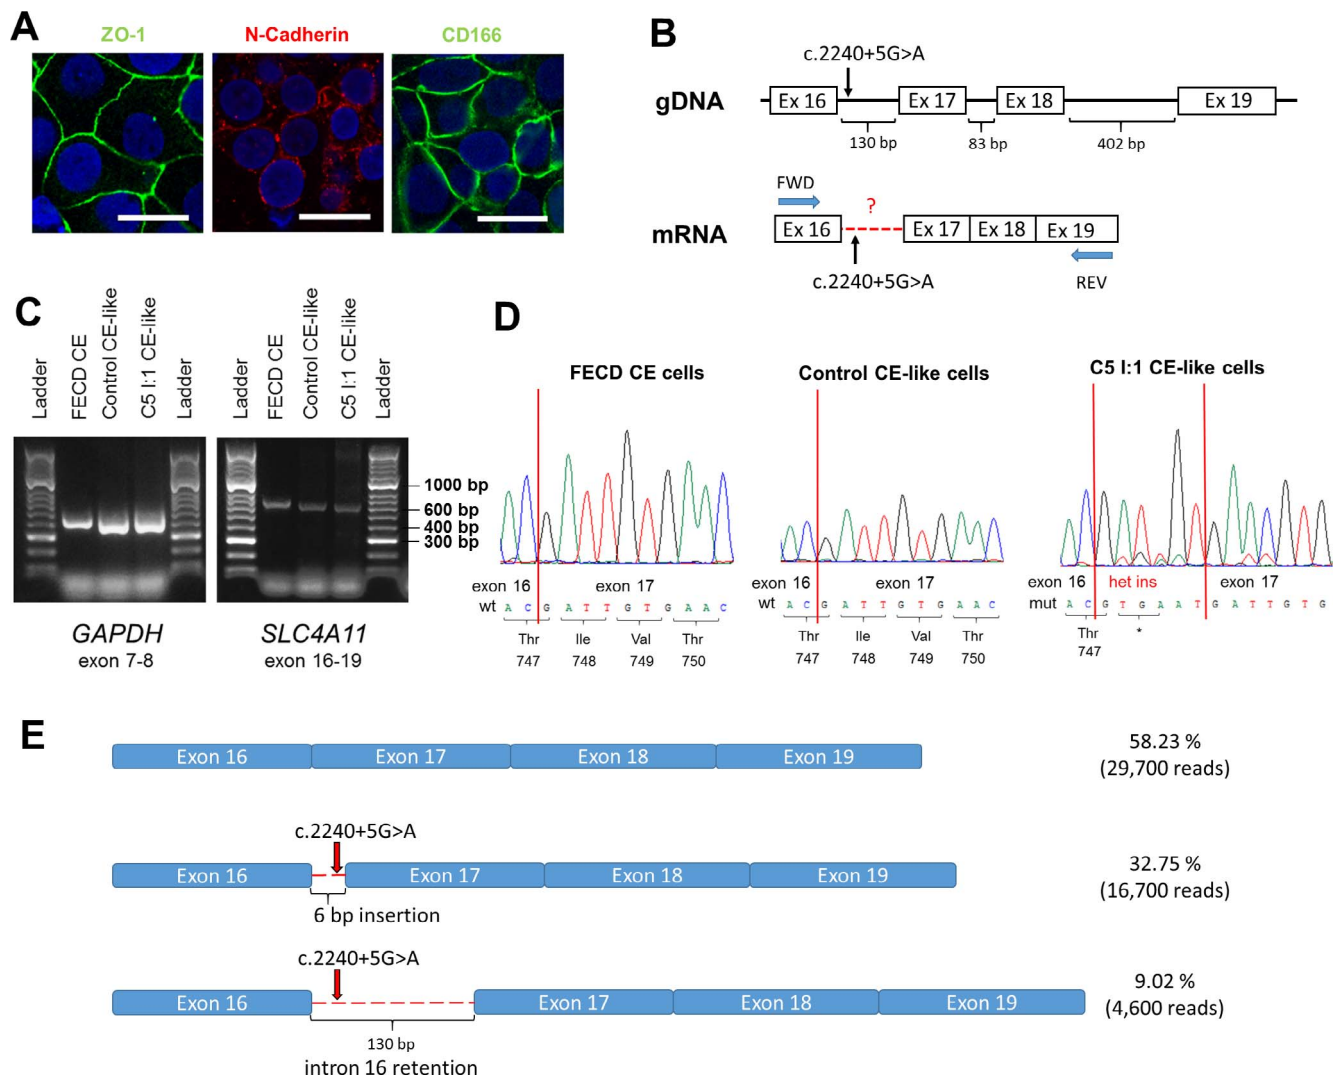 A
ZO-1
N-Cadherin
CD166
B
c.2240+5G>A
gDNA
Ex 16
Ex 17
Ex 18
Ex 19
130 bp
83 bp
402 bp
FWD
?
mRNA
Ex 16
Ex 17
Ex 18
Ex 19
c.2240+5G>A
REV
C
Ladder
FECD CE
Control CE-like
C5 I:1 CE-like
Ladder
Ladder
FECD CE
Control CE-like
C5 I:1 CE-like
Ladder
1000 bp
600 bp
400 bp
300 bp
GAPDH
exon 7-8
SLC4A11
exon 16-19
D
FECD CE cells
exon 16
exon 17
wt A C G A T T G T G A A C
Thr Ile Val Thr
747 748 749 750
Control CE-like cells
exon 16
exon 17
wt A C G A T T G T G A A C
Thr Ile Val Thr
747 748 749 750
C5 I:1 CE-like cells
exon 16 het ins exon 17
mut A C G T G A A T G A T T G T G
Thr *
747
E
Exon 16 Exon 17 Exon 18 Exon 19
58.23 %
(29,700 reads)
c.2240+5G>A
Exon 16 Exon 17 Exon 18 Exon 19
6 bp insertion
32.75 %
(16,700 reads)
c.2240+5G>A
Exon 16 Exon 17 Exon 18 Exon 19
130 bp
intron 16 retention
9.02 %
(4,600 reads)